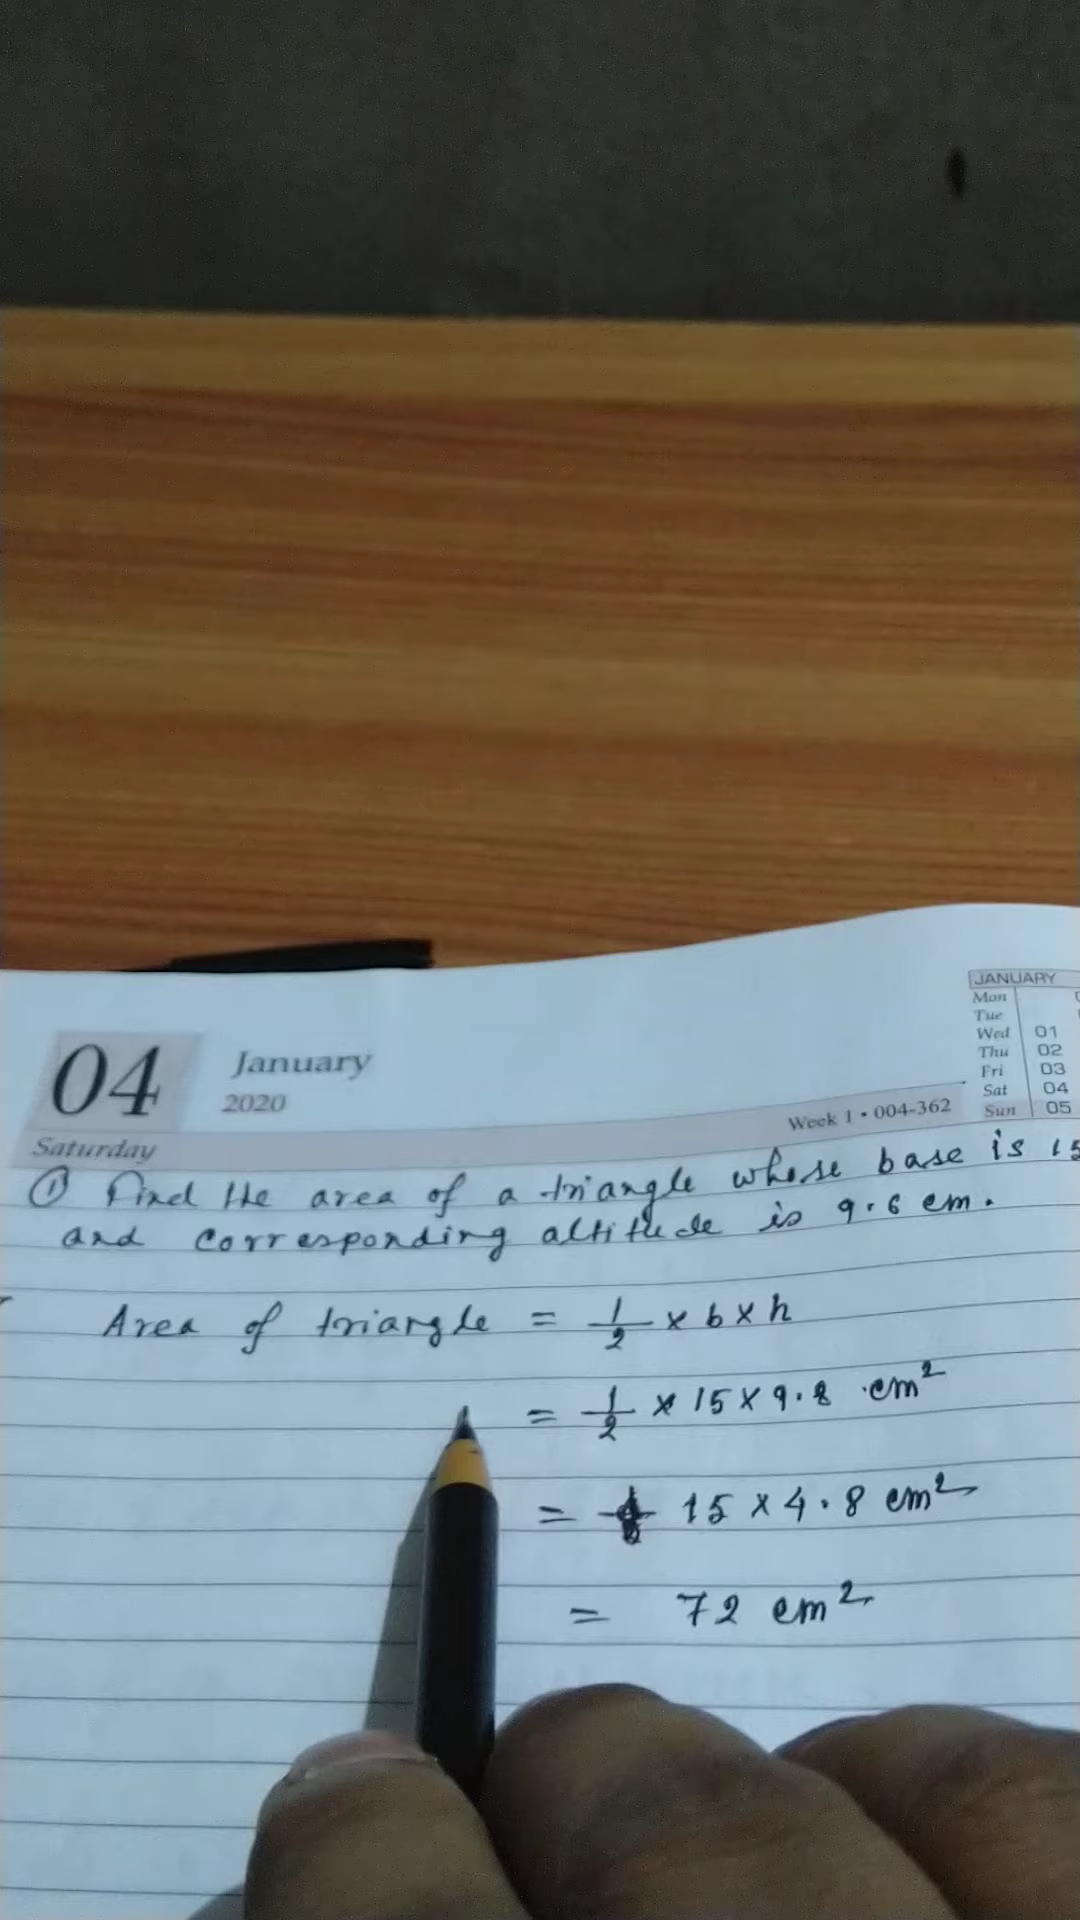 JANUARY
Mon
Tue
Wed 01
Thu 02
Fri 03
Sat 04
Sun 05
04 January
2020
Saturday
Week 1 • 004-362
① Find the area of a triangle whose base is 15
and corresponding altitude is 9.6 cm.
Area of triangle = 1/2 × b × h
= 1/2 × 15 × 9.8 cm²
= 15 × 4.8 cm²
= 72 cm²